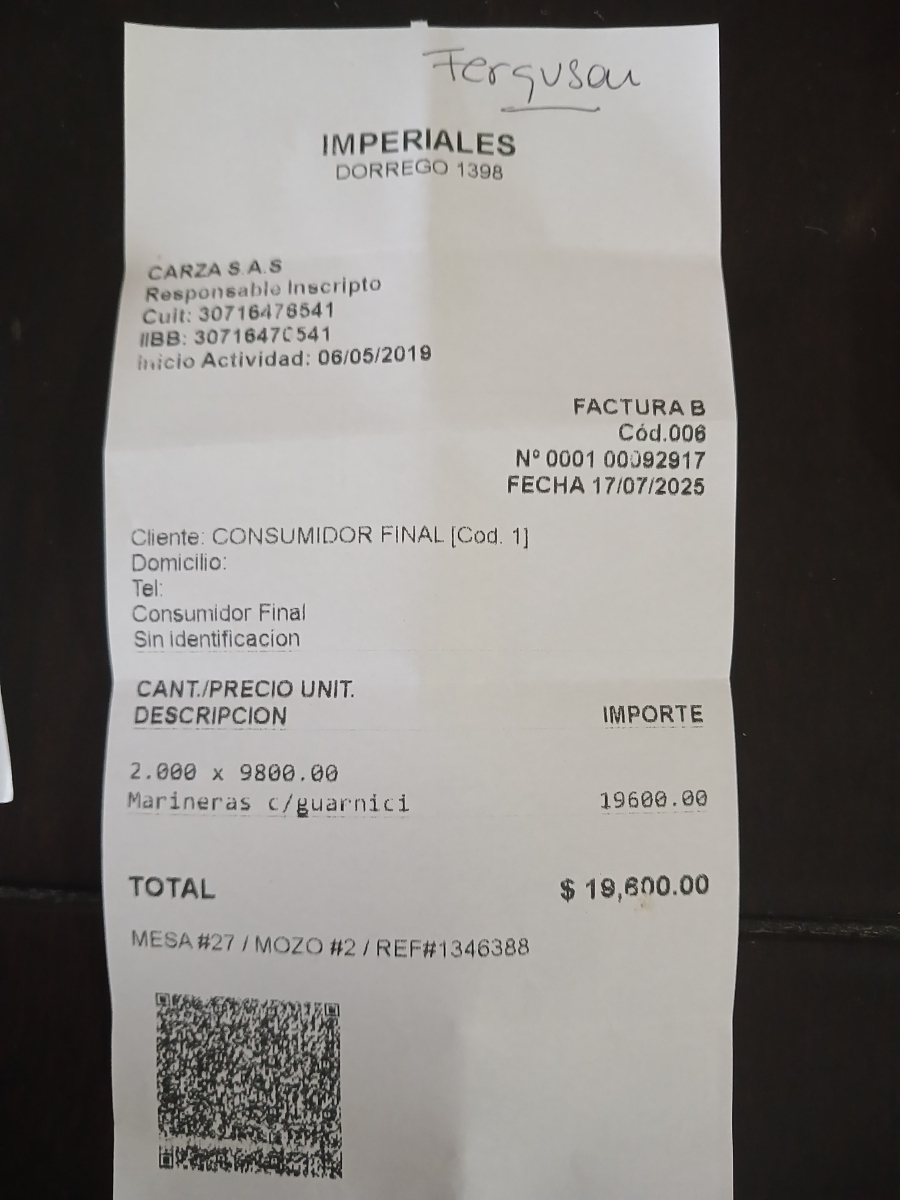 Ferguson
IMPERIALES
DORREGO 1398
CARZA S.A.S
Responsable Inscripto
Cuit: 30716476541
IIBB: 30716470541
Inicio Actividad: 06/05/2019
FACTURA B
Cód.006
Nº 0001 00092917
FECHA 17/07/2025
Cliente: CONSUMIDOR FINAL [Cod. 1]
Domicilio:
Tel:
Consumidor Final
Sin identificacion
CANT./PRECIO UNIT.
DESCRIPCION IMPORTE
2.000 x 9800.00
Marineras c/guarnici 19600.00
TOTAL $ 19,600.00
MESA #27 / MOZO #2 / REF#1346388